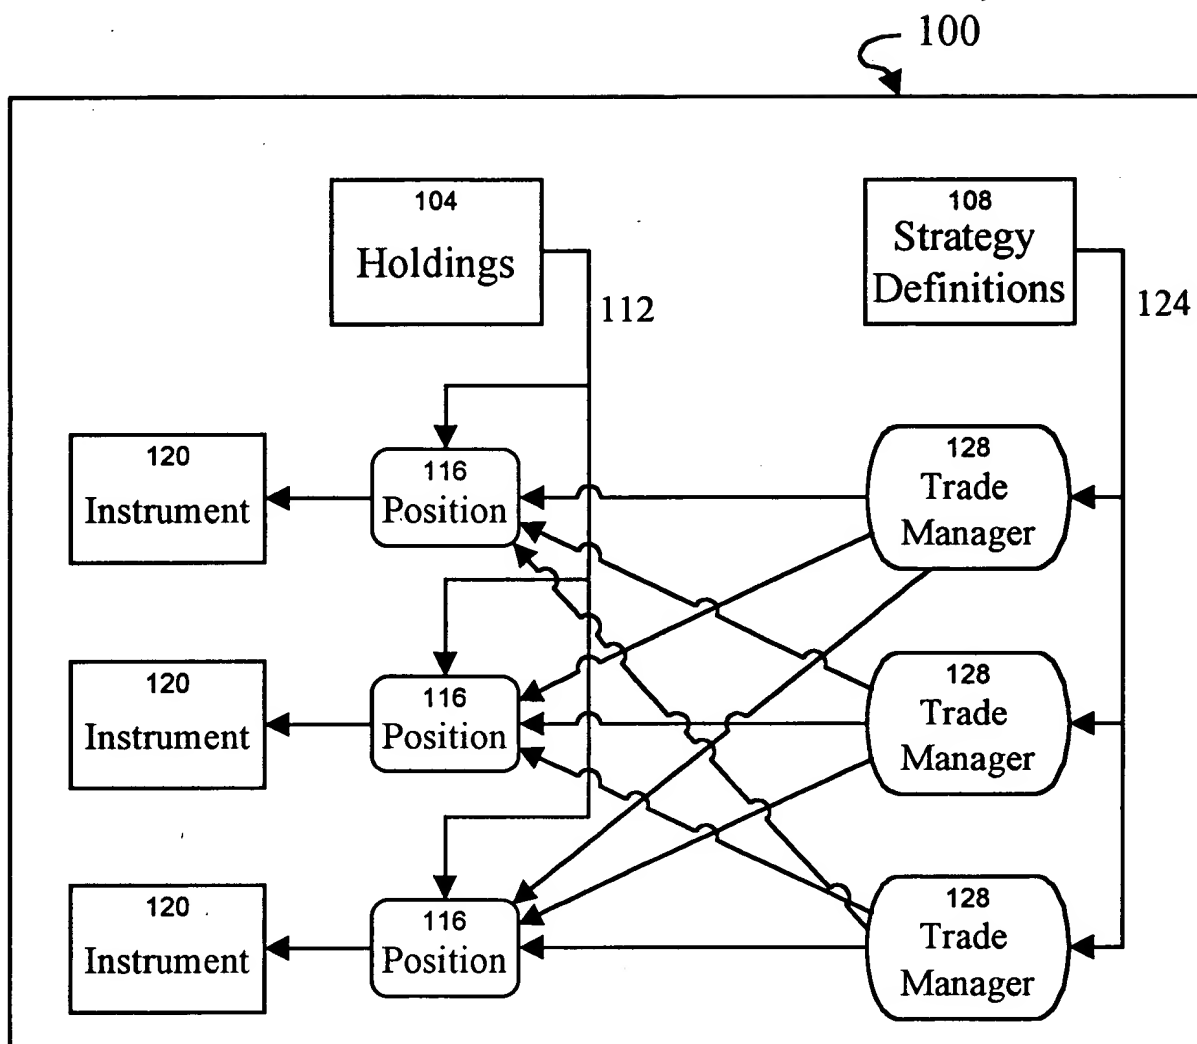 100
104
Holdings
108
Strategy
Definitions
112
124
120
Instrument
116
Position
128
Trade
Manager
120
Instrument
116
Position
128
Trade
Manager
120
Instrument
116
Position
128
Trade
Manager